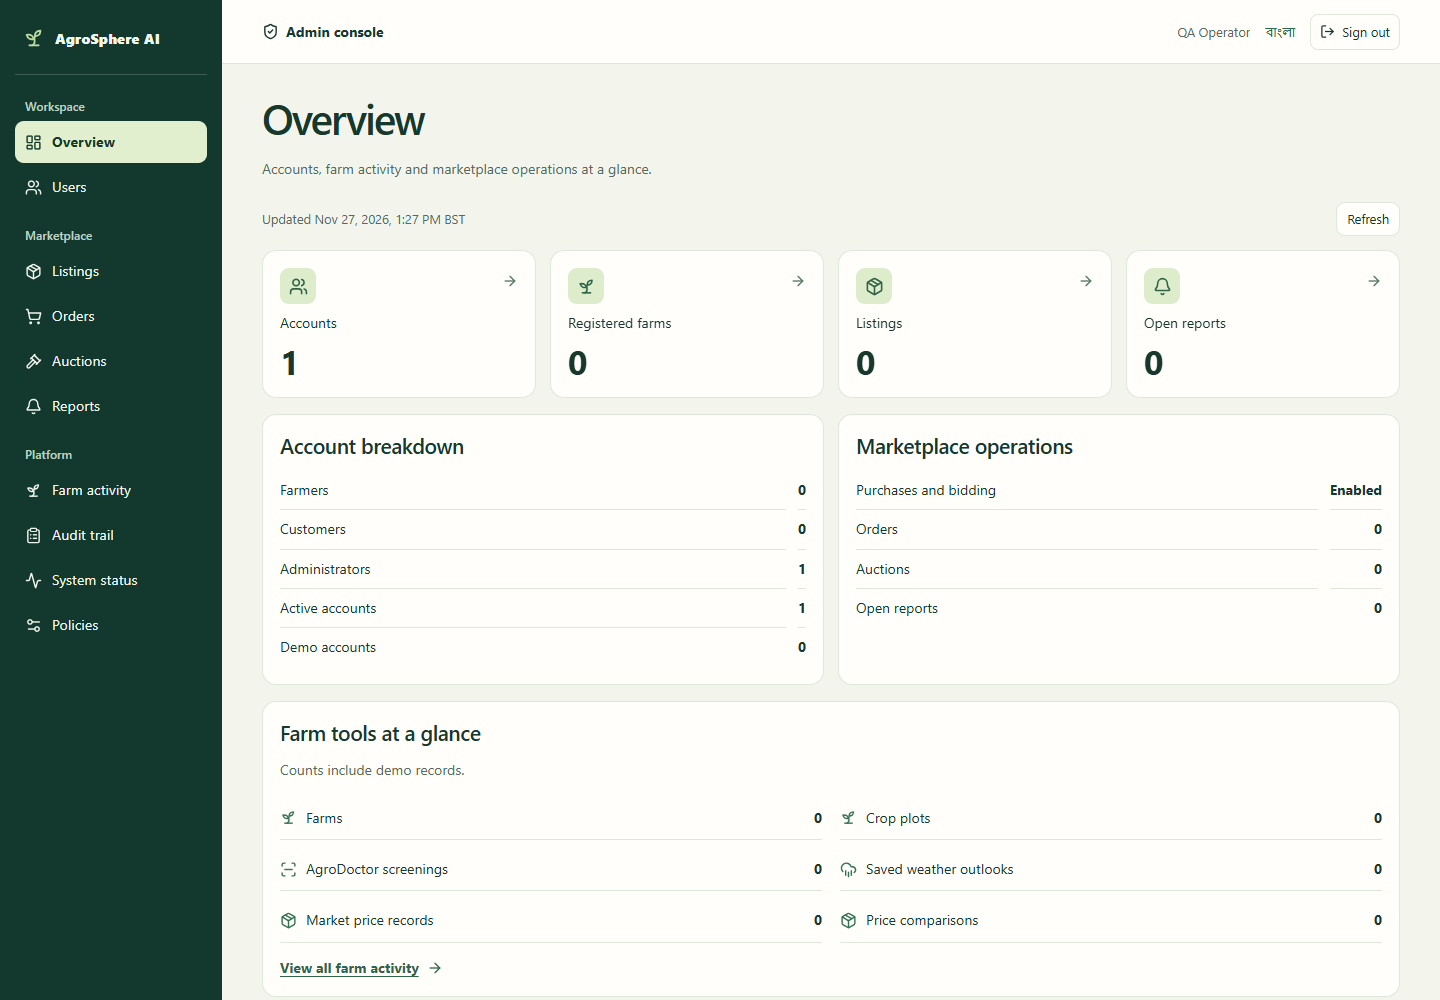 AgroSphere AI
Admin console
QA Operator
বাংলা
Sign out
Workspace
Overview
Users
Marketplace
Listings
Orders
Auctions
Reports
Platform
Farm activity
Audit trail
System status
Policies
Overview
Accounts, farm activity and marketplace operations at a glance.
Updated Nov 27, 2026, 1:27 PM BST
Refresh
Accounts
1
Registered farms
0
Listings
0
Open reports
0
Account breakdown
Farmers 0
Customers 0
Administrators 1
Active accounts 1
Demo accounts 0
Marketplace operations
Purchases and bidding Enabled
Orders 0
Auctions 0
Open reports 0
Farm tools at a glance
Counts include demo records.
Farms 0
Crop plots 0
AgroDoctor screenings 0
Saved weather outlooks 0
Market price records 0
Price comparisons 0
View all farm activity